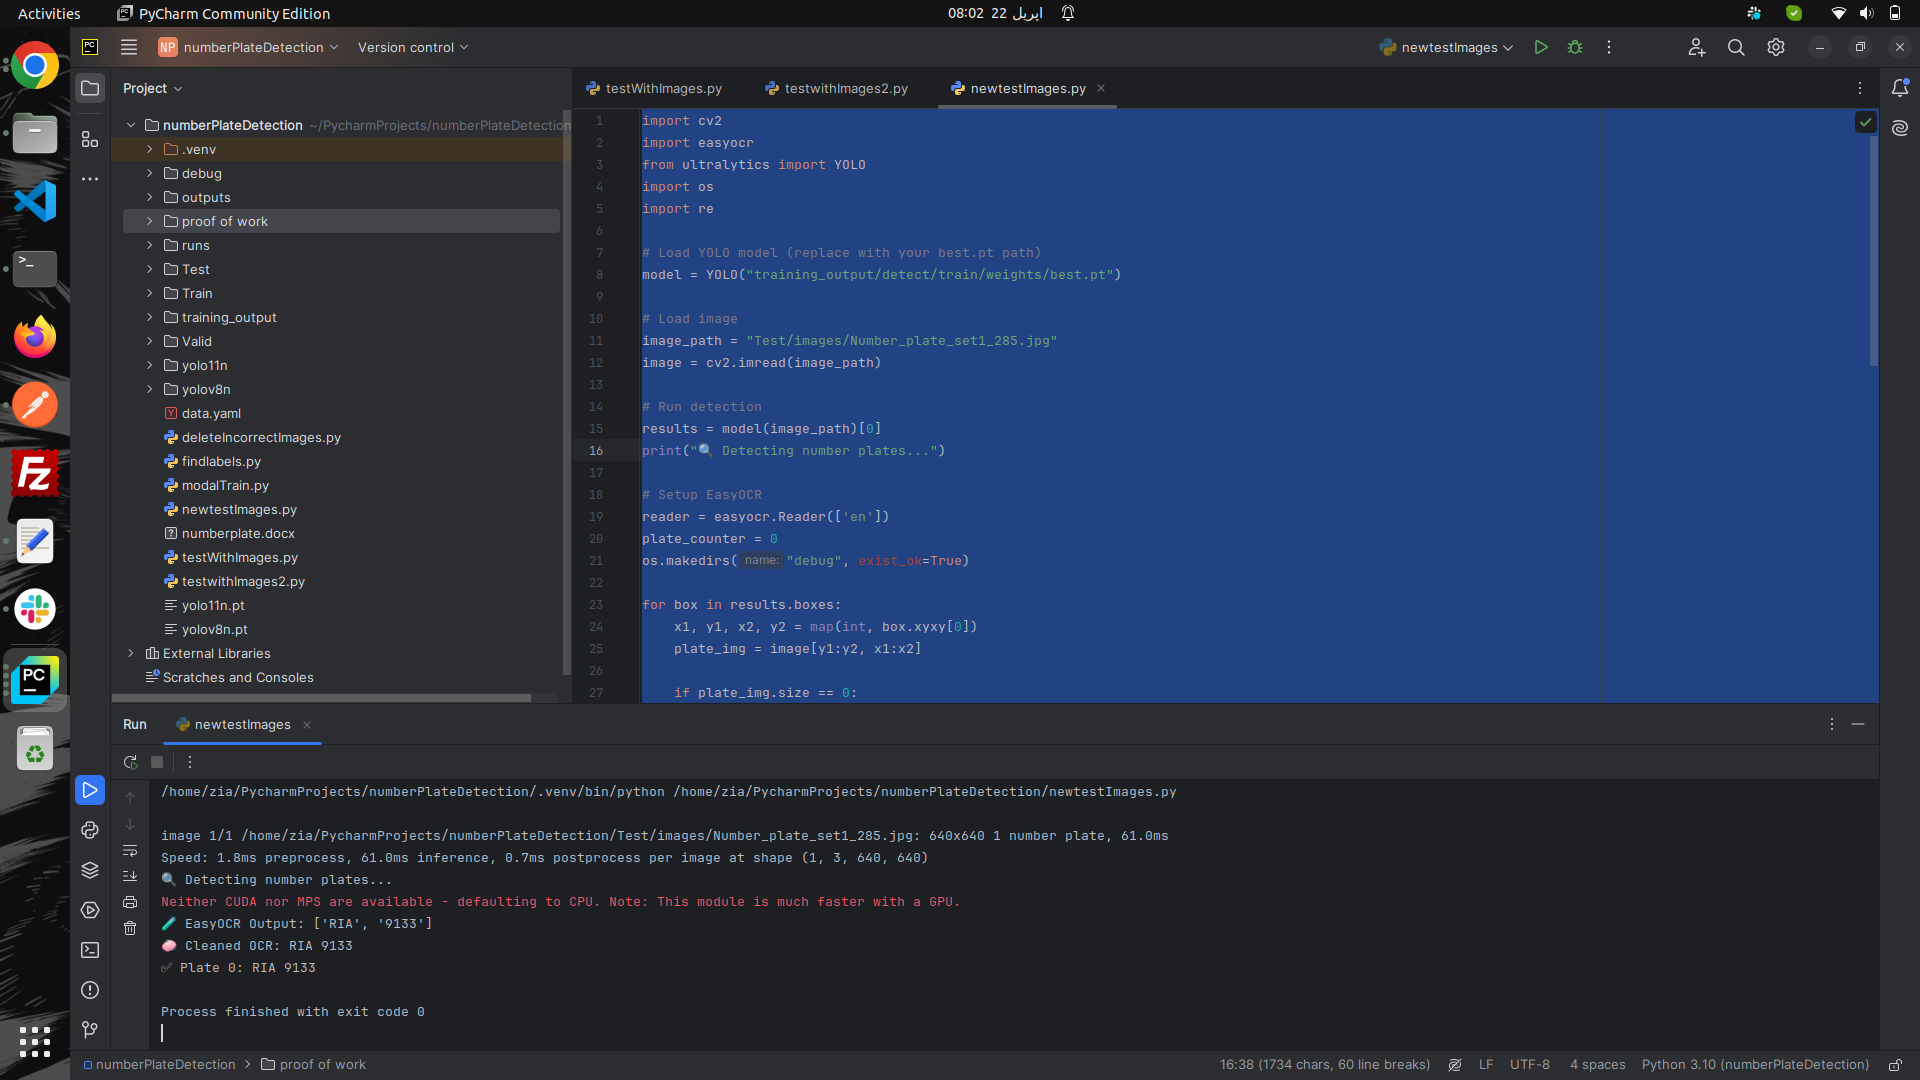 Activities
PyCharm Community Edition
08:02 22 اپریل
NP numberPlateDetection
Version control
newtestImages
Project
testWithImages.py
testwithImages2.py
newtestImages.py
numberPlateDetection ~/PycharmProjects/numberPlateDetection
.venv
debug
outputs
proof of work
runs
Test
Train
training_output
Valid
yolo11n
yolov8n
data.yaml
deleteIncorrectImages.py
findlabels.py
modalTrain.py
newtestImages.py
numberplate.docx
testWithImages.py
testwithImages2.py
yolo11n.pt
yolov8n.pt
External Libraries
Scratches and Consoles
1 import cv2
2 import easyocr
3 from ultralytics import YOLO
4 import os
5 import re
6
7 # Load YOLO model (replace with your best.pt path)
8 model = YOLO("training_output/detect/train/weights/best.pt")
9
10 # Load image
11 image_path = "Test/images/Number_plate_set1_285.jpg"
12 image = cv2.imread(image_path)
13
14 # Run detection
15 results = model(image_path)[0]
16 print("🔍 Detecting number plates...")
17
18 # Setup EasyOCR
19 reader = easyocr.Reader(['en'])
20 plate_counter = 0
21 os.makedirs( name: "debug", exist_ok=True)
22
23 for box in results.boxes:
24 x1, y1, x2, y2 = map(int, box.xyxy[0])
25 plate_img = image[y1:y2, x1:x2]
26
27 if plate_img.size == 0:
Run
newtestImages
/home/zia/PycharmProjects/numberPlateDetection/.venv/bin/python /home/zia/PycharmProjects/numberPlateDetection/newtestImages.py
image 1/1 /home/zia/PycharmProjects/numberPlateDetection/Test/images/Number_plate_set1_285.jpg: 640x640 1 number plate, 61.0ms
Speed: 1.8ms preprocess, 61.0ms inference, 0.7ms postprocess per image at shape (1, 3, 640, 640)
🔍 Detecting number plates...
Neither CUDA nor MPS are available - defaulting to CPU. Note: This module is much faster with a GPU.
🧪 EasyOCR Output: ['RIA', '9133']
🧼 Cleaned OCR: RIA 9133
✅ Plate 0: RIA 9133
Process finished with exit code 0
numberPlateDetection > proof of work
16:38 (1734 chars, 60 line breaks)
LF
UTF-8
4 spaces
Python 3.10 (numberPlateDetection)